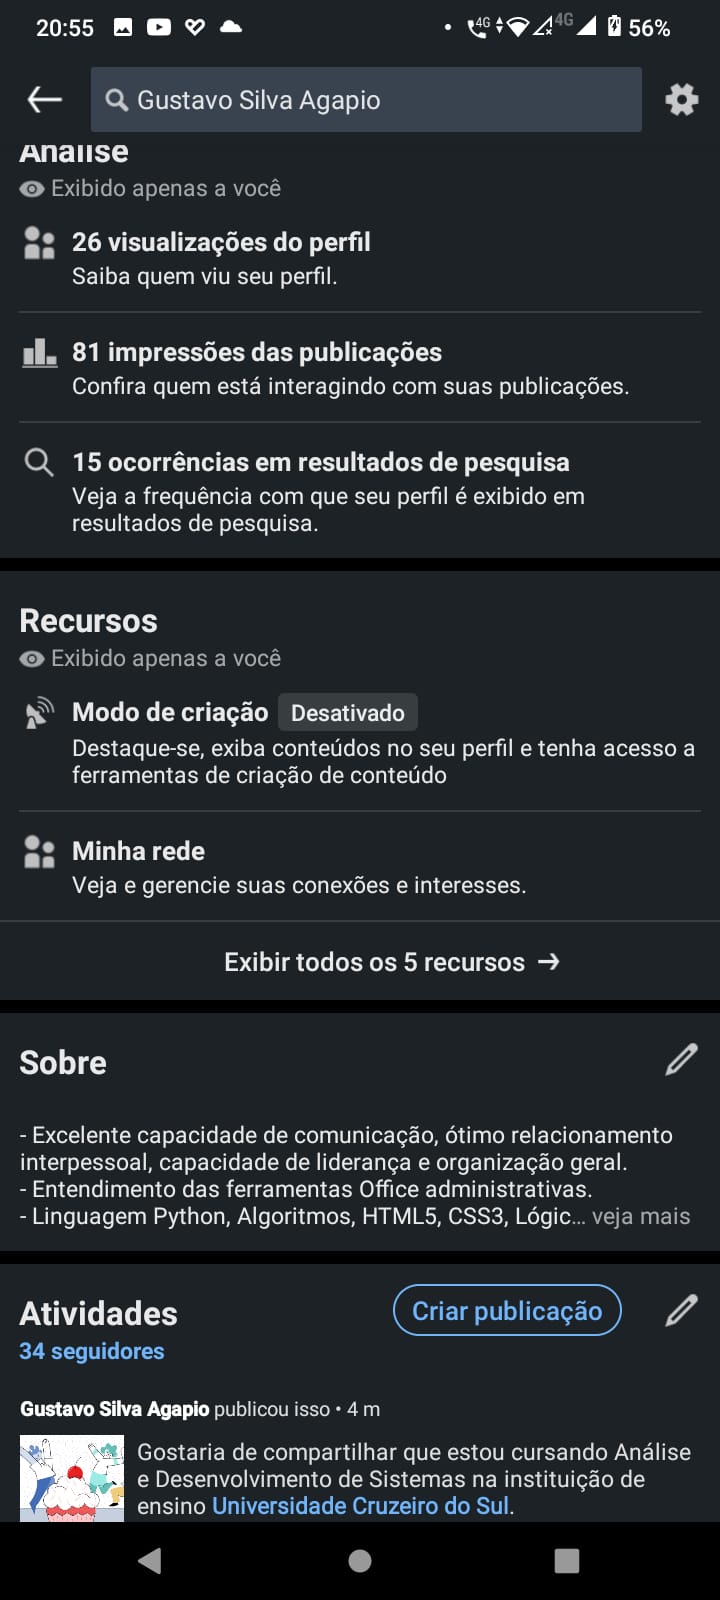 20:55
4G
4G
56%
Gustavo Silva Agapio
Análise
Exibido apenas a você
26 visualizações do perfil
Saiba quem viu seu perfil.
81 impressões das publicações
Confira quem está interagindo com suas publicações.
15 ocorrências em resultados de pesquisa
Veja a frequência com que seu perfil é exibido em
resultados de pesquisa.
Recursos
Exibido apenas a você
Modo de criação Desativado
Destaque-se, exiba conteúdos no seu perfil e tenha acesso a
ferramentas de criação de conteúdo
Minha rede
Veja e gerencie suas conexões e interesses.
Exibir todos os 5 recursos →
Sobre
- Excelente capacidade de comunicação, ótimo relacionamento
interpessoal, capacidade de liderança e organização geral.
- Entendimento das ferramentas Office administrativas.
- Linguagem Python, Algoritmos, HTML5, CSS3, Lógic... veja mais
Atividades
Criar publicação
34 seguidores
Gustavo Silva Agapio publicou isso • 4 m
Gostaria de compartilhar que estou cursando Análise
e Desenvolvimento de Sistemas na instituição de
ensino Universidade Cruzeiro do Sul.